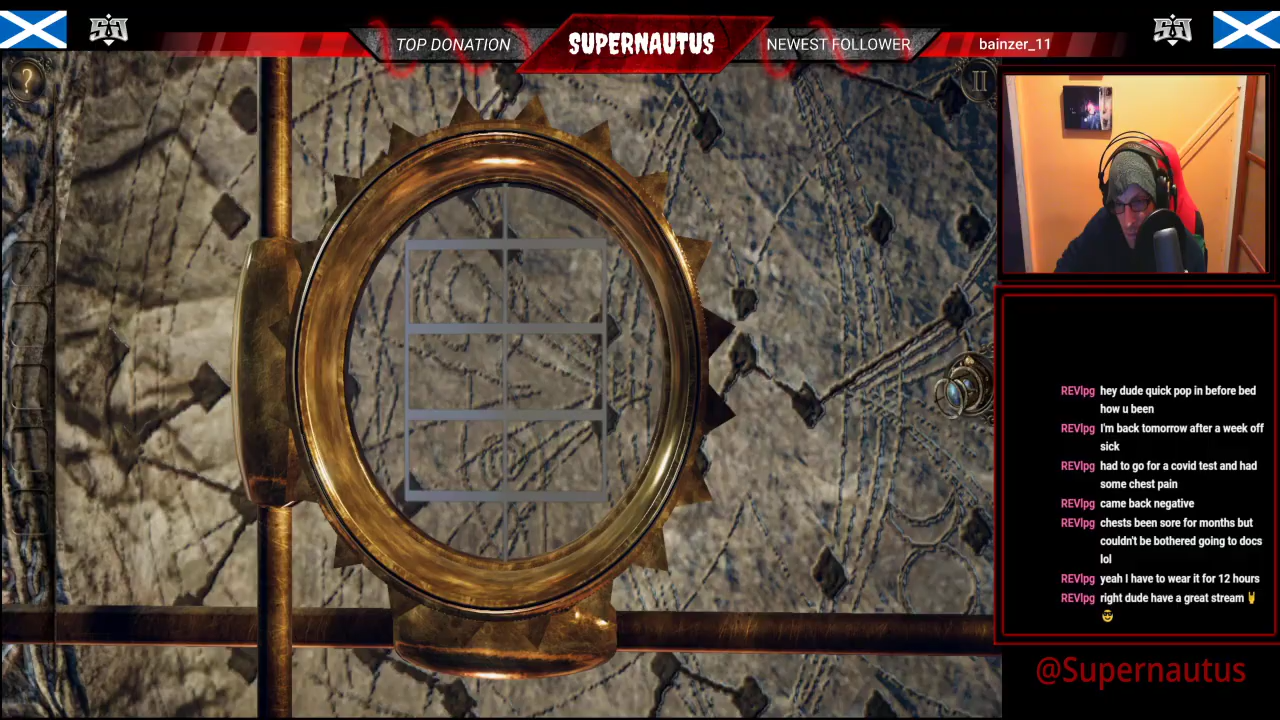 TOP DONATION
SUPERNAUTUS
NEWEST FOLLOWER
bainzer_11
?
REVlpg hey dude quick pop in before bed
how u been
REVlpg I'm back tomorrow after a week off
sick
REVlpg had to go for a covid test and had
some chest pain
REVlpg came back negative
REVlpg chests been sore for months but
couldn't be bothered going to docs
lol
REVlpg yeah I have to wear it for 12 hours
REVlpg right dude have a great stream 🤘
😎
@Supernautus